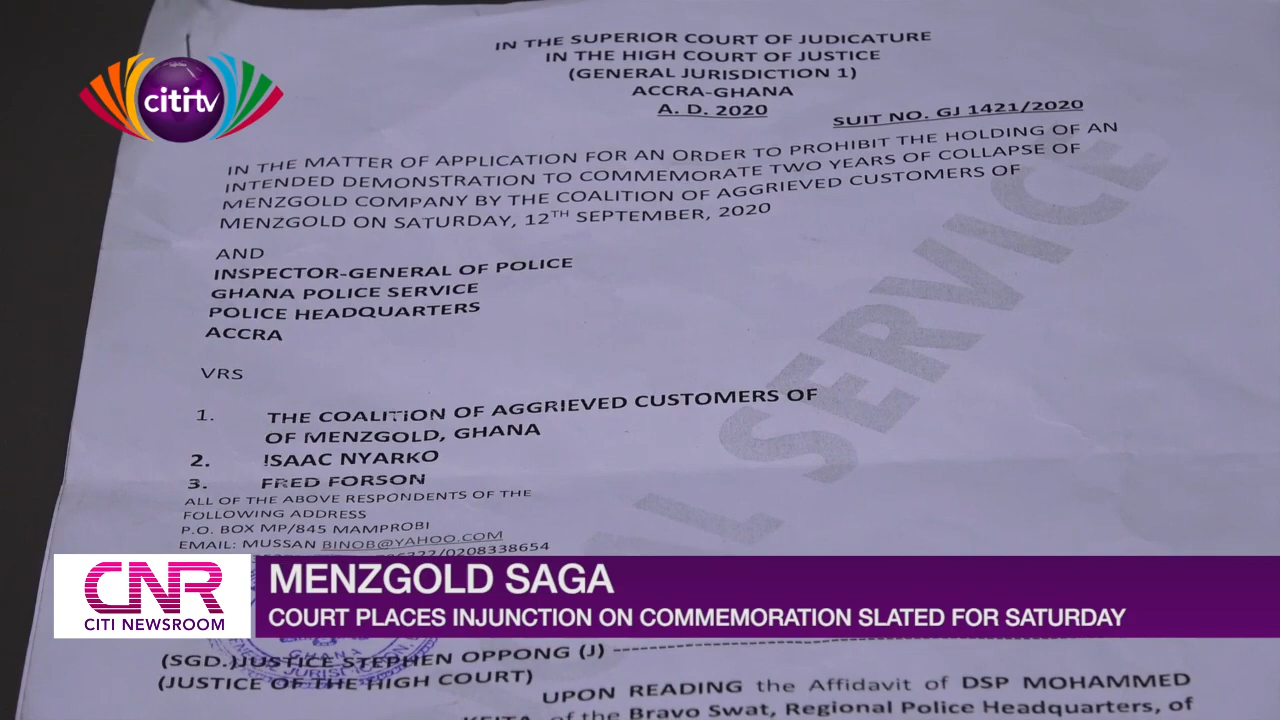 citi tv
IN THE SUPERIOR COURT OF JUDICATURE
IN THE HIGH COURT OF JUSTICE
(GENERAL JURISDICTION 1)
ACCRA-GHANA
A. D. 2020
SUIT NO. GJ 1421/2020
IN THE MATTER OF APPLICATION FOR AN ORDER TO PROHIBIT THE HOLDING OF AN
INTENDED DEMONSTRATION TO COMMEMORATE TWO YEARS OF COLLAPSE OF
MENZGOLD COMPANY BY THE COALITION OF AGGRIEVED CUSTOMERS OF
MENZGOLD ON SATURDAY, 12TH SEPTEMBER, 2020
AND
INSPECTOR-GENERAL OF POLICE
GHANA POLICE SERVICE
POLICE HEADQUARTERS
ACCRA
VRS
1. THE COALITION OF AGGRIEVED CUSTOMERS OF
OF MENZGOLD, GHANA
2. ISAAC NYARKO
3. FRED FORSON
ALL OF THE ABOVE RESPONDENTS OF THE
FOLLOWING ADDRESS
P.O. BOX MP/845 MAMPROBI
EMAIL: MUSSAN BINOB@YAHOO.COM
/0208338654
SERVICE
CNR
CITI NEWSROOM
MENZGOLD SAGA
COURT PLACES INJUNCTION ON COMMEMORATION SLATED FOR SATURDAY
GHANA
(SGD.) JUSTICE STEPHEN OPPONG (J)
(JUSTICE OF THE HIGH COURT)
UPON READING the Affidavit of DSP MOHAMMED
of the Bravo Swat, Regional Police Headquarters, of